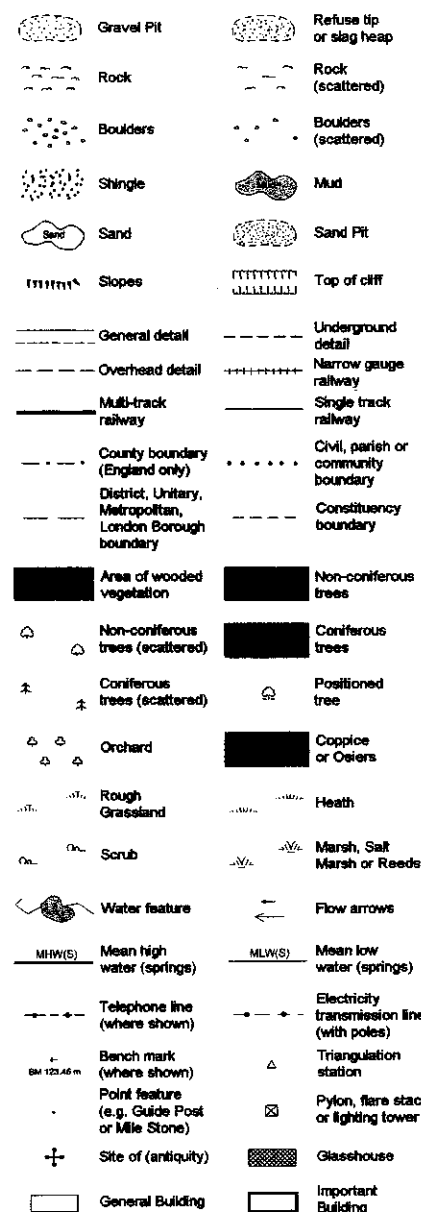 Gravel Pit
Refuse tip
or slag heap
Rock
Rock
(scattered)
Boulders
Boulders
(scattered)
Shingle
Mud
Sand
Sand
Sand Pit
Slopes
Top of cliff
General detail
Underground
detail
Overhead detail
Narrow gauge
railway
Multi-track
railway
Single track
railway
County boundary
(England only)
Civil, parish or
community
boundary
District, Unitary,
Metropolitan,
London Borough
boundary
Constituency
boundary
Area of wooded
vegetation
Non-coniferous
trees
Non-coniferous
trees (scattered)
Coniferous
trees
Coniferous
trees (scattered)
Positioned
tree
Orchard
Coppice
or Osiers
Rough
Grassland
Heath
Scrub
Marsh, Salt
Marsh or Reeds
Water feature
Flow arrows
MHW(S)
Mean high
water (springs)
MLW(S)
Mean low
water (springs)
Telephone line
(where shown)
Electricity
transmission line
(with poles)
Bench mark
(where shown)
BM 123.45 m
Triangulation
station
Point feature
(e.g. Guide Post
or Mile Stone)
Pylon, flare stac
or lighting tower
Site of (antiquity)
Glasshouse
General Building
Important
Building